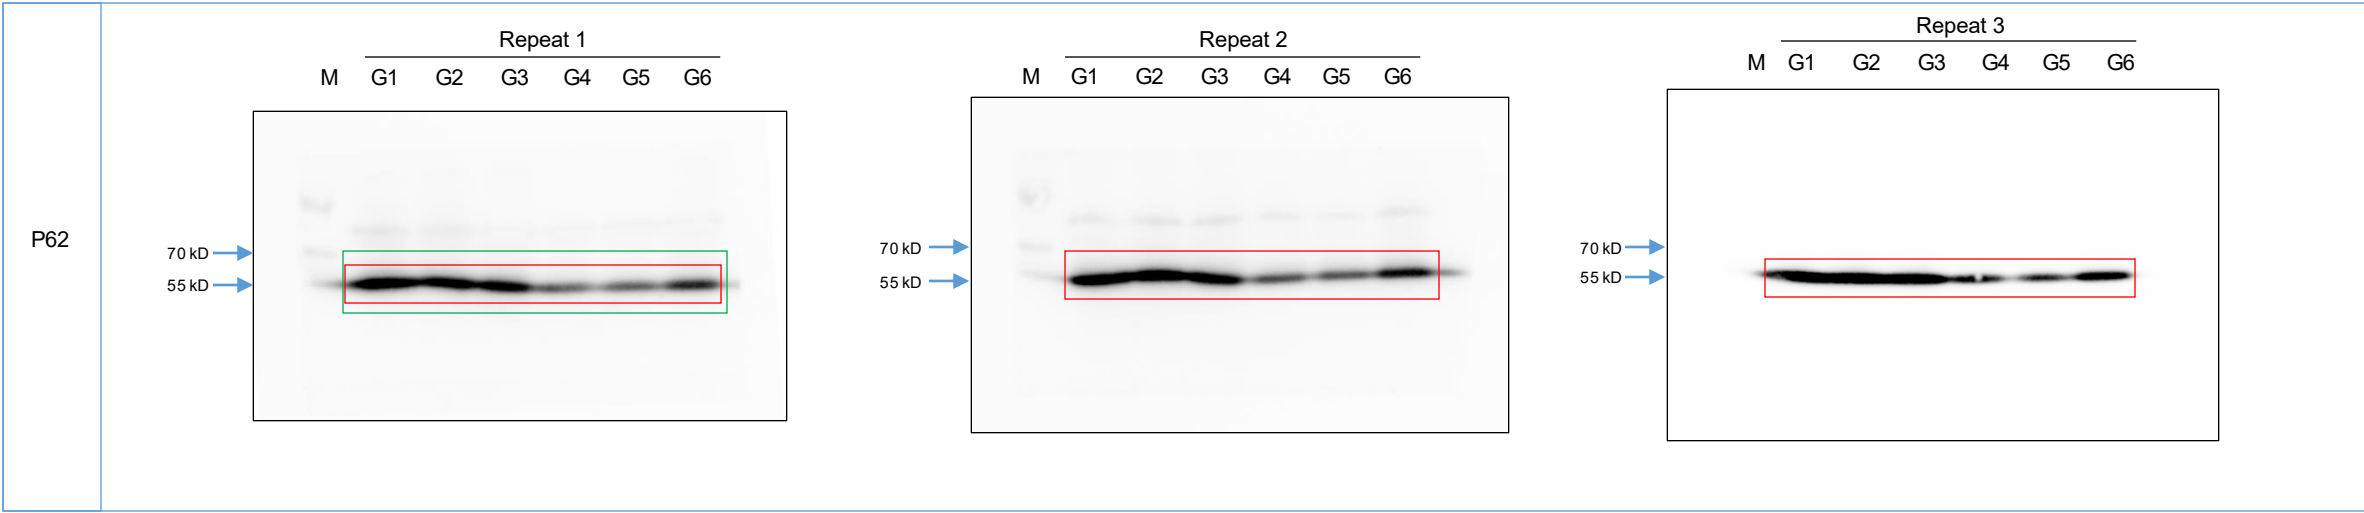 P62
Repeat 1
M G1 G2 G3 G4 G5 G6
70 kD
55 kD
Repeat 2
M G1 G2 G3 G4 G5 G6
70 kD
55 kD
Repeat 3
M G1 G2 G3 G4 G5 G6
70 kD
55 kD